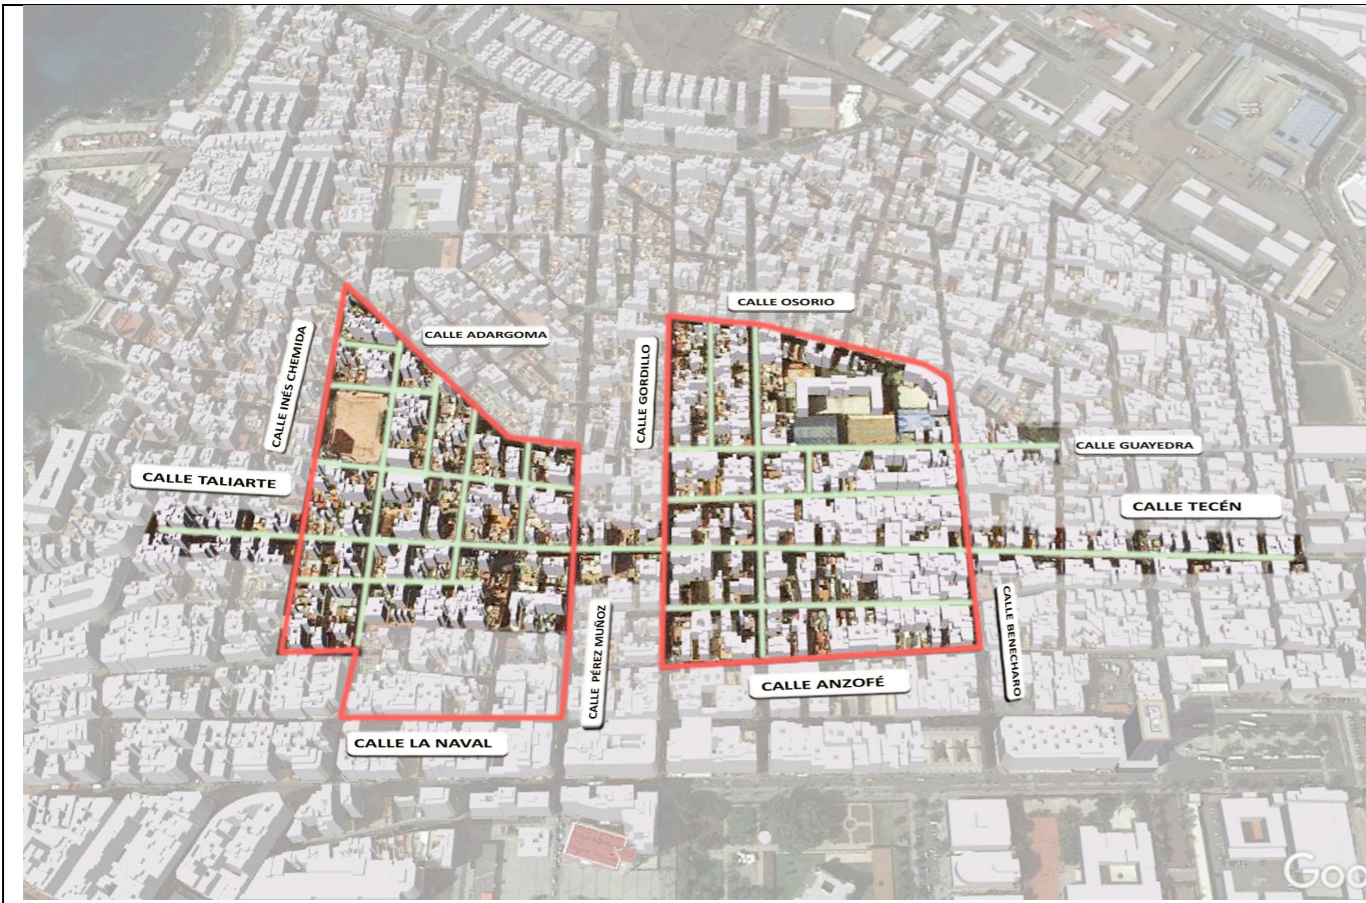 CALLE OSORIO
CALLE ADARGOMA
CALLE INÉS CHEMIDA
CALLE GORDILLO
CALLE GUAYEDRA
CALLE TALIARTE
CALLE TECÉN
CALLE PÉREZ MUÑOZ
CALLE BENECHARO
CALLE ANZOFÉ
CALLE LA NAVAL
Goo